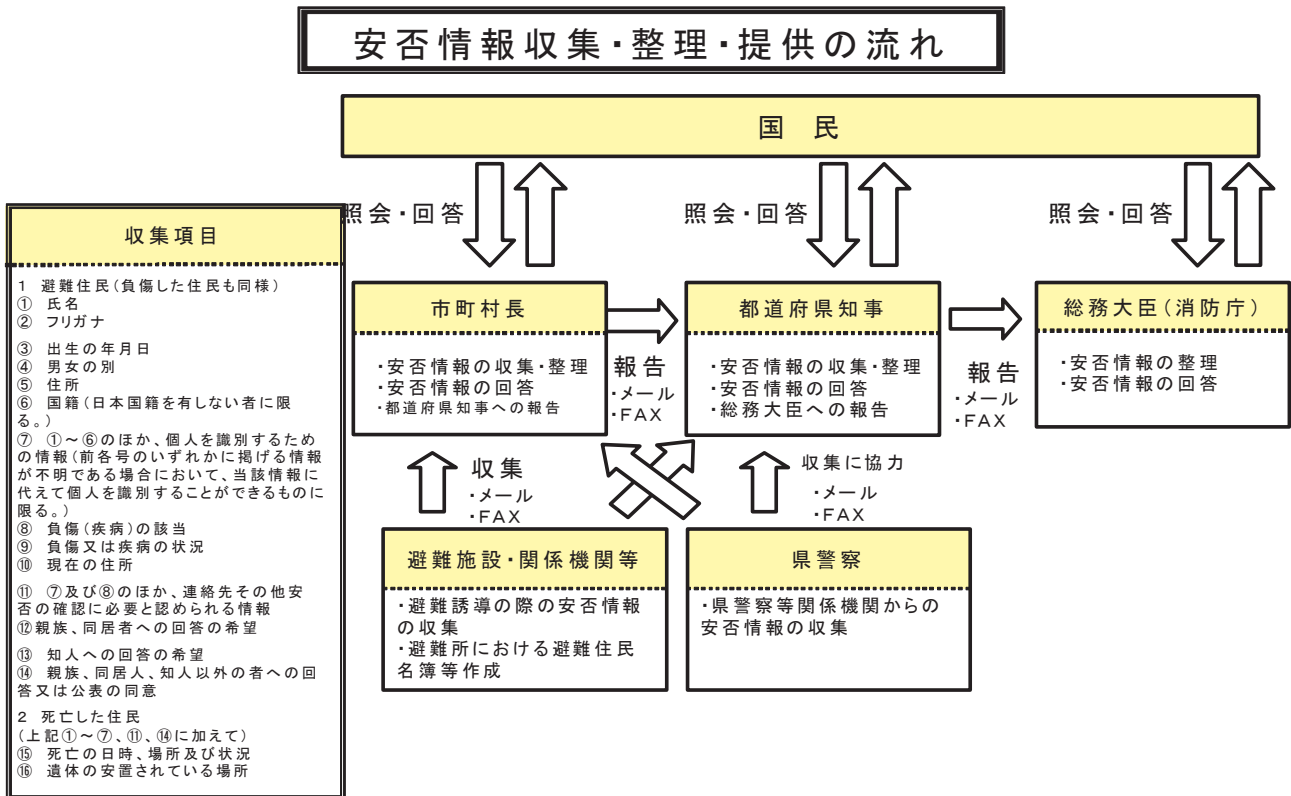 安否情報収集・整理・提供の流れ
国　民
照会・回答
照会・回答
照会・回答
収集項目
1　避難住民(負傷した住民も同様)
①　氏名
②　フリガナ
③　出生の年月日
④　男女の別
⑤　住所
⑥　国籍(日本国籍を有しない者に限
る。)
⑦　①～⑥のほか、個人を識別するため
の情報(前各号のいずれかに掲げる情報
が不明である場合において、当該情報に
代えて個人を識別することができるものに
限る。)
⑧　負傷(疾病)の該当
⑨　負傷又は疾病の状況
⑩　現在の住所
⑪　⑦及び⑧のほか、連絡先その他安
否の確認に必要と認められる情報
⑫親族、同居者への回答の希望
⑬　知人への回答の希望
⑭　親族、同居人、知人以外の者への回
答又は公表の同意
2　死亡した住民
(上記①～⑦、⑪、⑭に加えて)
⑮　死亡の日時、場所及び状況
⑯　遺体の安置されている場所
市町村長
・安否情報の収集・整理
・安否情報の回答
・都道府県知事への報告
報告
・メール
・FAX
都道府県知事
・安否情報の収集・整理
・安否情報の回答
・総務大臣への報告
報告
・メール
・FAX
総務大臣(消防庁)
・安否情報の整理
・安否情報の回答
収集
・メール
・FAX
収集に協力
・メール
・FAX
避難施設・関係機関等
・避難誘導の際の安否情報
の収集
・避難所における避難住民
名簿等作成
県警察
・県警察等関係機関からの
安否情報の収集